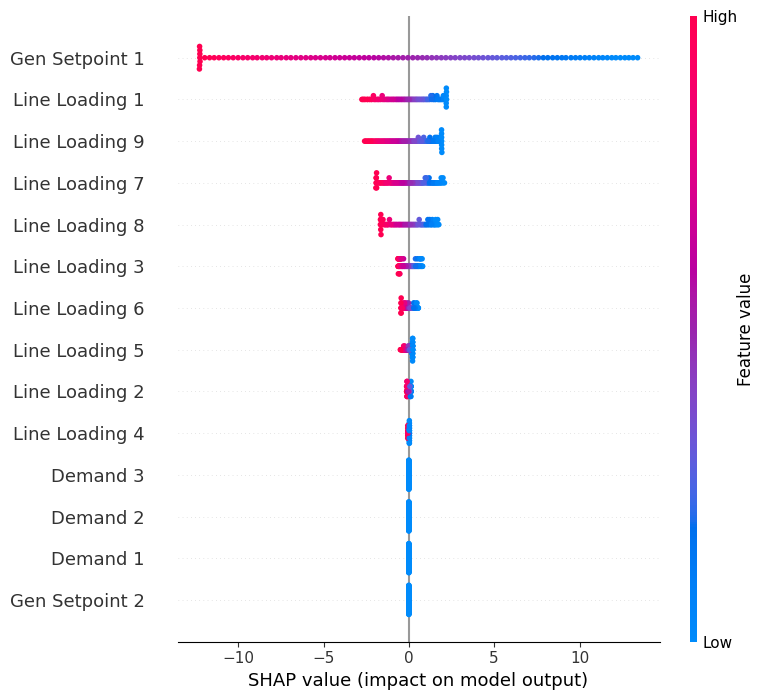 High
Gen Setpoint 1
Line Loading 1
Line Loading 9
Line Loading 7
Line Loading 8
Line Loading 3
Line Loading 6
Line Loading 5
Line Loading 2
Line Loading 4
Demand 3
Demand 2
Demand 1
Gen Setpoint 2
Feature value
Low
−10 −5 0 5 10
SHAP value (impact on model output)